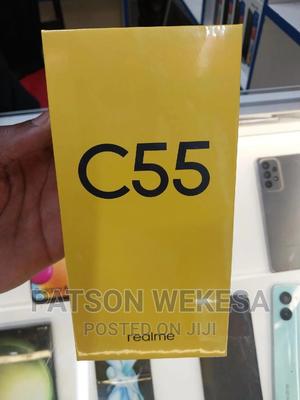 C55
PATSON WEKESA
POSTED ON JIJI
realme